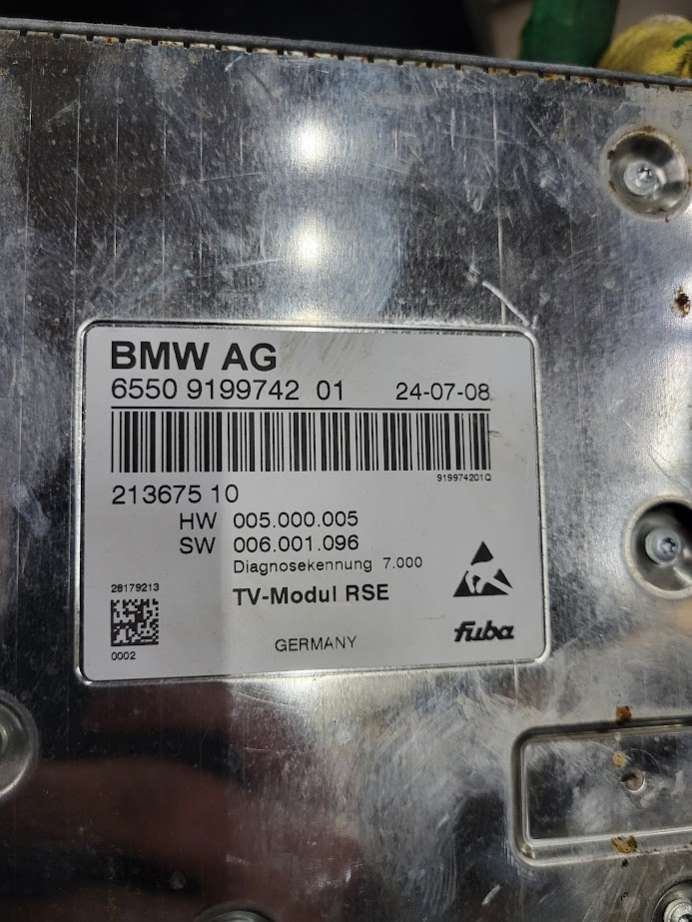 BMW AG
6550 9199742 01 24-07-08
919974201Q
213675 10
HW 005.000.005
SW 006.001.096
Diagnosekennung 7.000
28179213
TV-Modul RSE
0002
GERMANY
fuba